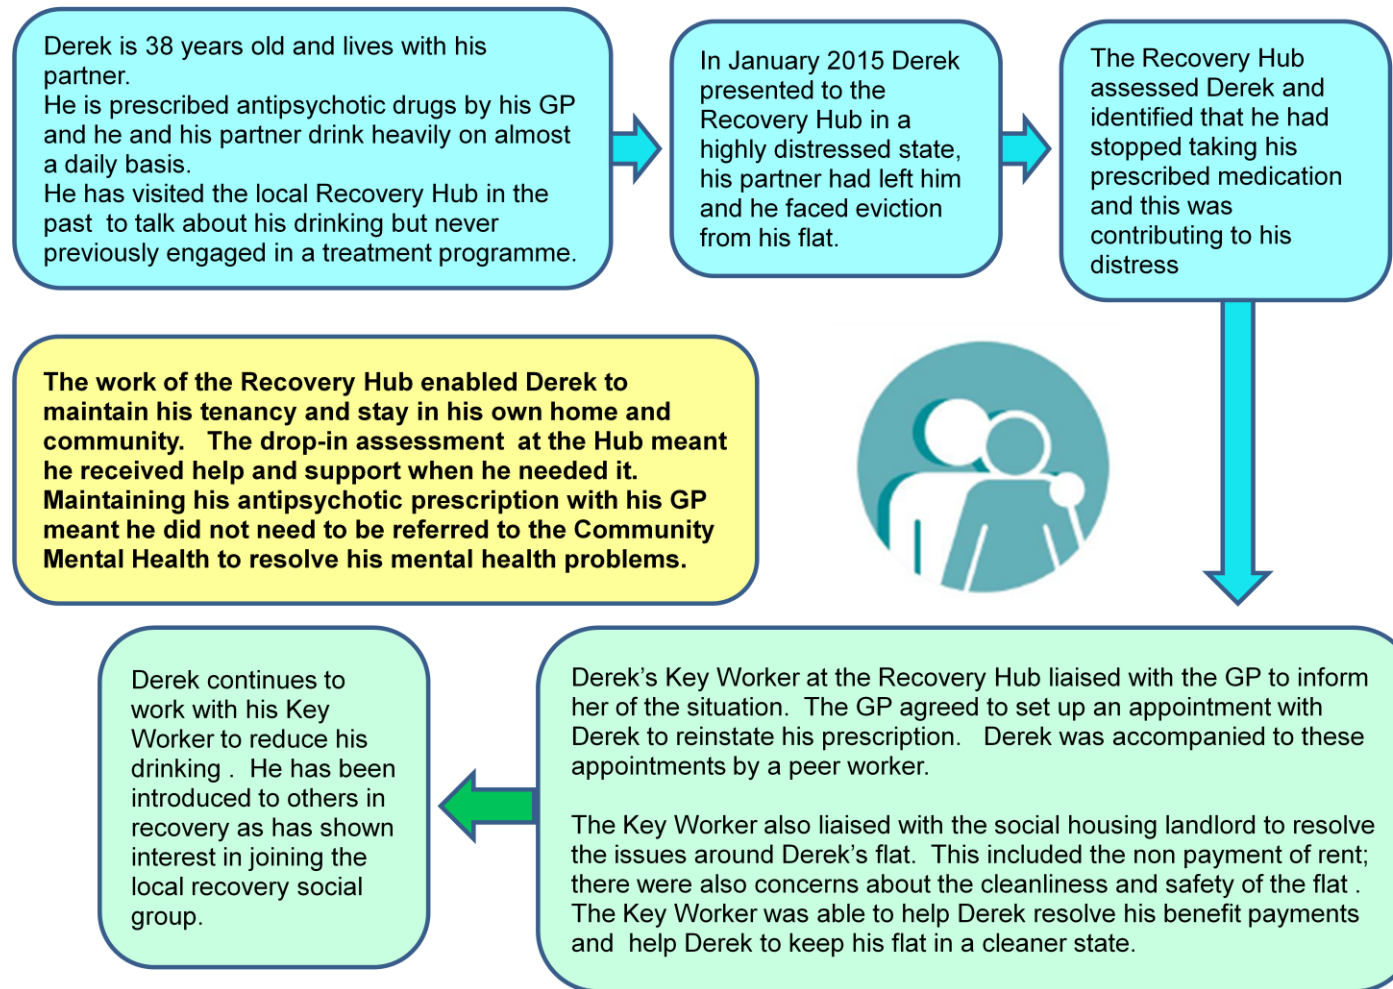 Derek is 38 years old and lives with his
partner.
He is prescribed antipsychotic drugs by his GP
and he and his partner drink heavily on almost
a daily basis.
He has visited the local Recovery Hub in the
past  to talk about his drinking but never
previously engaged in a treatment programme.
In January 2015 Derek
presented to the
Recovery Hub in a
highly distressed state,
his partner had left him
and he faced eviction
from his flat.
The Recovery Hub
assessed Derek and
identified that he had
stopped taking his
prescribed medication
and this was
contributing to his
distress
The work of the Recovery Hub enabled Derek to
maintain his tenancy and stay in his own home and
community.   The drop-in assessment  at the Hub meant
he received help and support when he needed it.
Maintaining his antipsychotic prescription with his GP
meant he did not need to be referred to the Community
Mental Health to resolve his mental health problems.
Derek’s Key Worker at the Recovery Hub liaised with the GP to inform
her of the situation.  The GP agreed to set up an appointment with
Derek to reinstate his prescription.   Derek was accompanied to these
appointments by a peer worker.
The Key Worker also liaised with the social housing landlord to resolve
the issues around Derek’s flat.  This included the non payment of rent;
there were also concerns about the cleanliness and safety of the flat .
The Key Worker was able to help Derek resolve his benefit payments
and  help Derek to keep his flat in a cleaner state.
Derek continues to
work with his Key
Worker to reduce his
drinking .  He has been
introduced to others in
recovery as has shown
interest in joining the
local recovery social
group.